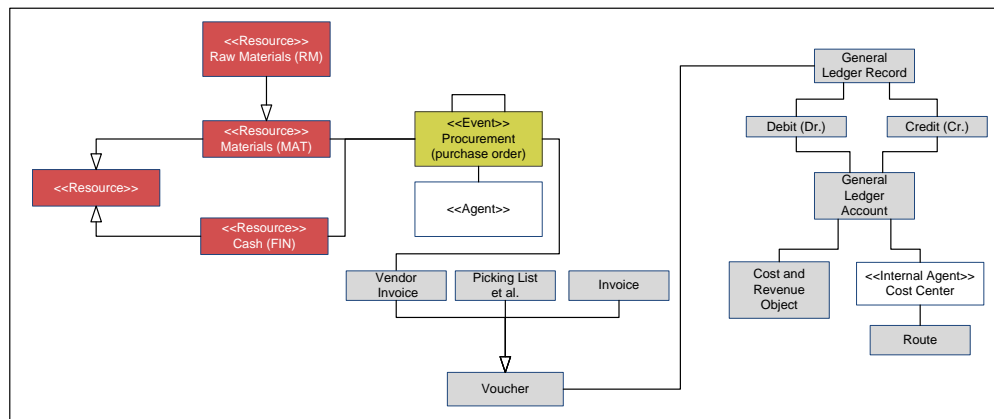 <<Resource>>
Raw Materials (RM)
<<Resource>>
Materials (MAT)
<<Resource>>
<<Resource>>
Cash (FIN)
<<Event>>
Procurement
(purchase order)
<<Agent>>
Vendor
Invoice
Picking List
et al.
Invoice
Voucher
General
Ledger Record
Debit (Dr.)
Credit (Cr.)
General
Ledger
Account
Cost and
Revenue
Object
<<Internal Agent>>
Cost Center
Route